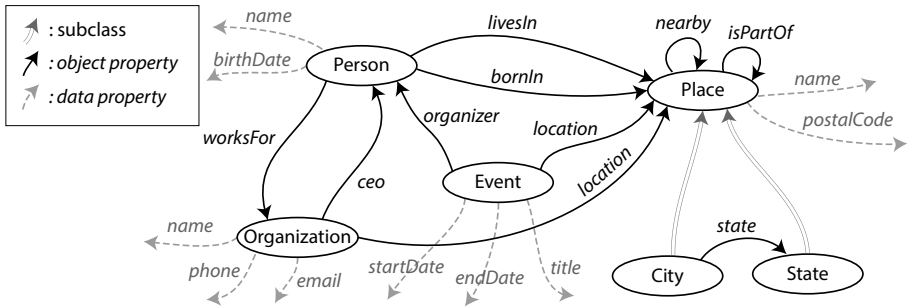 : subclass
: object property
: data property
name
birthDate
Person
livesIn
bornIn
nearby
isPartOf
Place
name
postalCode
worksFor
ceo
organizer
location
location
Event
Organization
name
phone
email
startDate
endDate
title
state
City
State